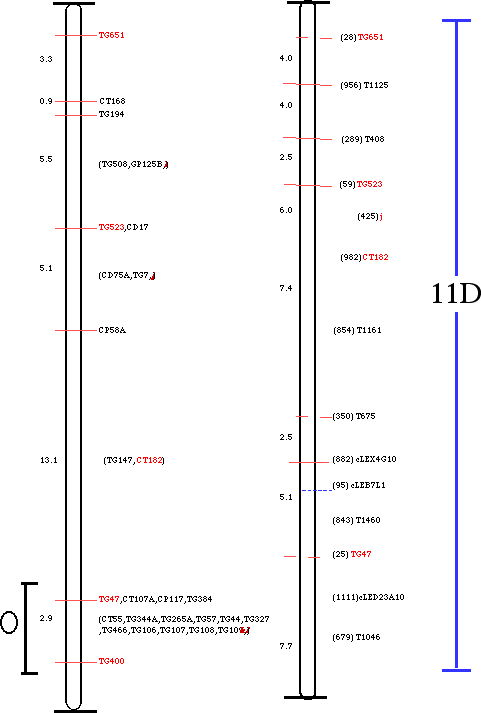 TG651
3.3
0.9
CT168
TG194
5.5
(TG508,GP125B,j)
TG523,CD17
5.1
(CD75A,TG7,j)
CP58A
13.1
(TG147,CT182)
TG47,CT107A,CP117,TG384
2.9
(CT55,TG344A,TG265A,TG57,TG44,TG327
,TG466,TG106,TG107,TG108,TG109,j)
TG400
(28) TG651
4.0
(956) T1125
4.0
(289) T408
2.5
(59) TG523
6.0
(425) j
(982) CT182
7.4
(854) T1161
(350) T675
2.5
(882) cLEX4G10
(95) cLEB7L1
5.1
(843) T1460
(25) TG47
(1111)cLED23A10
(679) T1046
7.7
11D